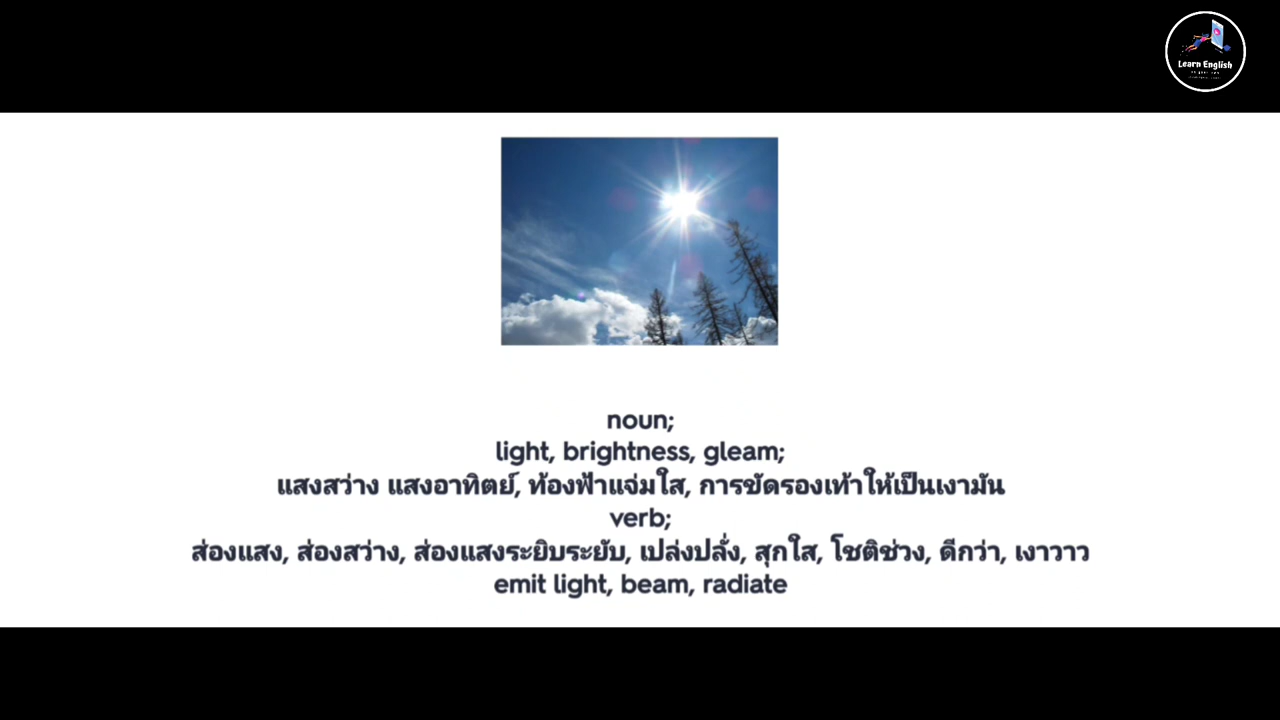 Learn English
noun;
light, brightness, gleam;
แสงสว่าง แสงอาทิตย์, ท้องฟ้าแจ่มใส, การขัดรองเท้าให้เป็นเงามัน
verb;
ส่องแสง, ส่องสว่าง, ส่องแสงระยิบระยับ, เปล่งปลั่ง, สุกใส, โชติช่วง, ดีกว่า, เงาวาว
emit light, beam, radiate